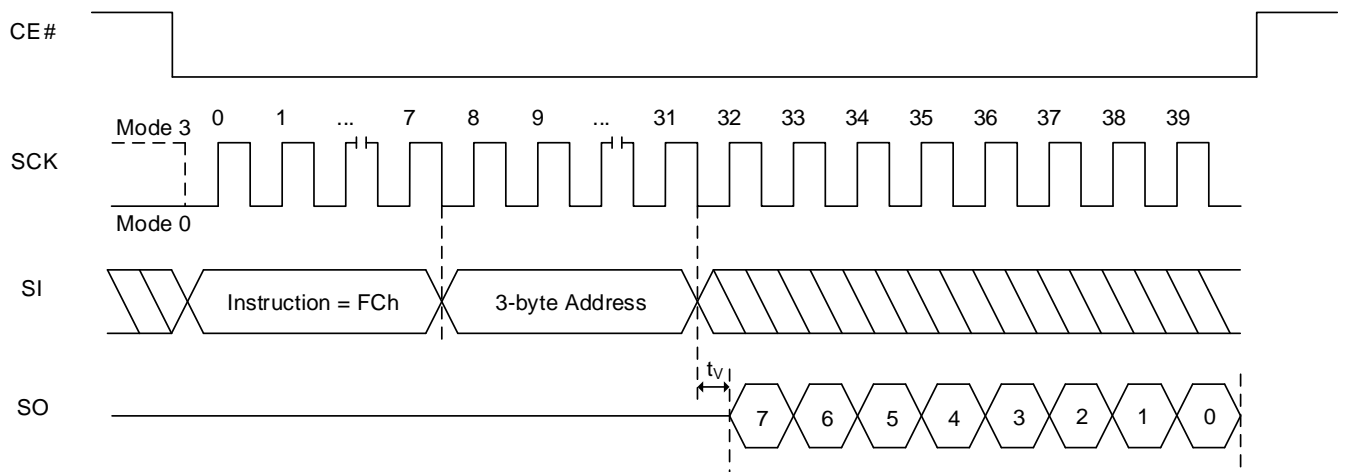 CE#
0 1 ... 7 8 9 ... 31 32 33 34 35 36 37 38 39
Mode 3
SCK
Mode 0
SI
Instruction = FCh 3-byte Address
tV
SO
7 6 5 4 3 2 1 0